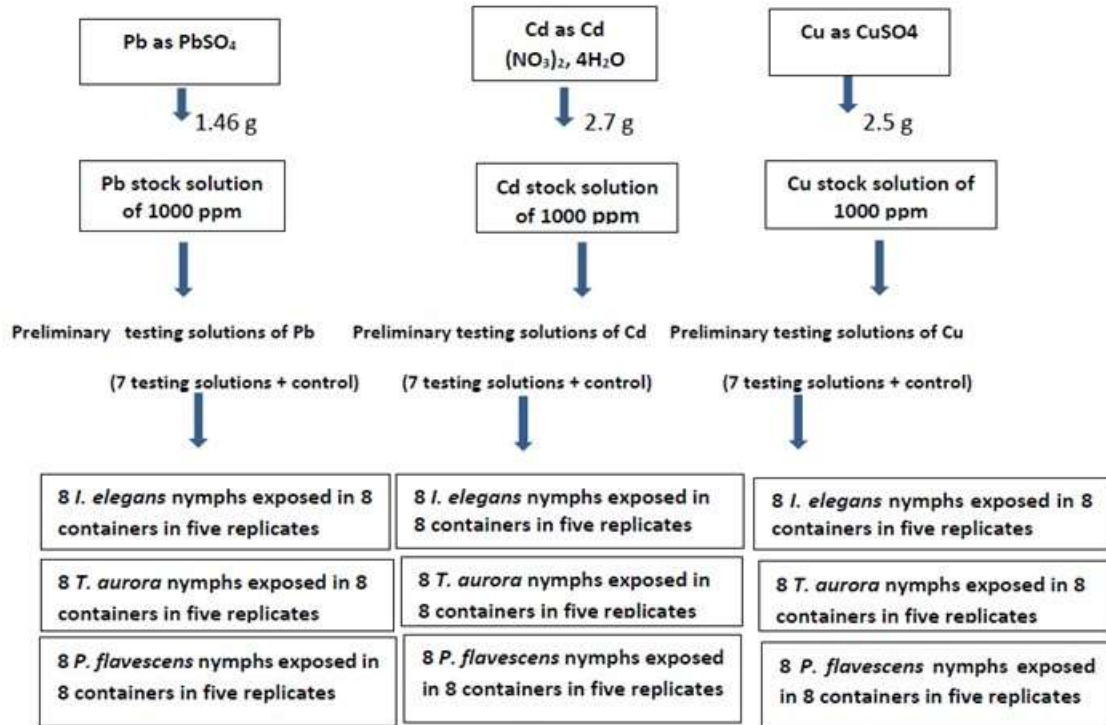 Pb as PbSO₄
Cd as Cd
(NO₃)₂, 4H₂O
Cu as CuSO4
1.46 g
2.7 g
2.5 g
Pb stock solution
of 1000 ppm
Cd stock solution
of 1000 ppm
Cu stock solution of
1000 ppm
Preliminary testing solutions of Pb
(7 testing solutions + control)
Preliminary testing solutions of Cd
(7 testing solutions + control)
Preliminary testing solutions of Cu
(7 testing solutions + control)
8 I. elegans nymphs exposed in 8
containers in five replicates
8 I. elegans nymphs exposed in
8 containers in five replicates
8 I. elegans nymphs exposed in 8
containers in five replicates
8 T. aurora nymphs exposed in 8
containers in five replicates
8 T. aurora nymphs exposed in
8 containers in five replicates
8 T. aurora nymphs exposed in 8
containers in five replicates
8 P. flavescens nymphs exposed in
8 containers in five replicates
8 P. flavescens nymphs exposed
in 8 containers in five replicates
8 P. flavescens nymphs exposed
in 8 containers in five replicates